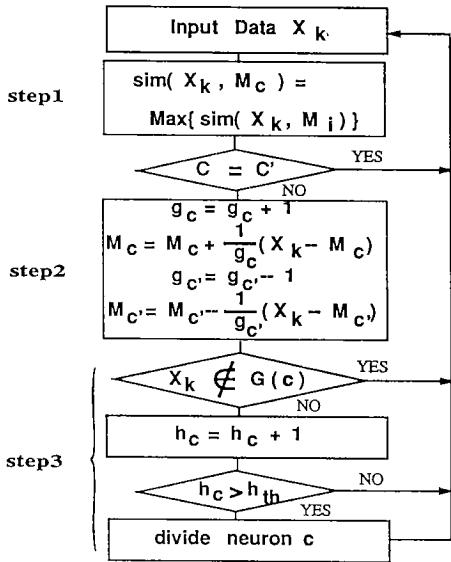 Input Data X k
step1
sim( X k , M c ) =
Max{ sim( X k , M i ) }
C = C'
YES
NO
step2
g c = g c + 1
M c = M c + 1/g c ( X k - M c )
g c' = g c' - 1
M c' = M c' - 1/g c' ( X k - M c' )
X k ∉ G ( c )
YES
NO
step3
h c = h c + 1
h c > h th
NO
YES
divide neuron c